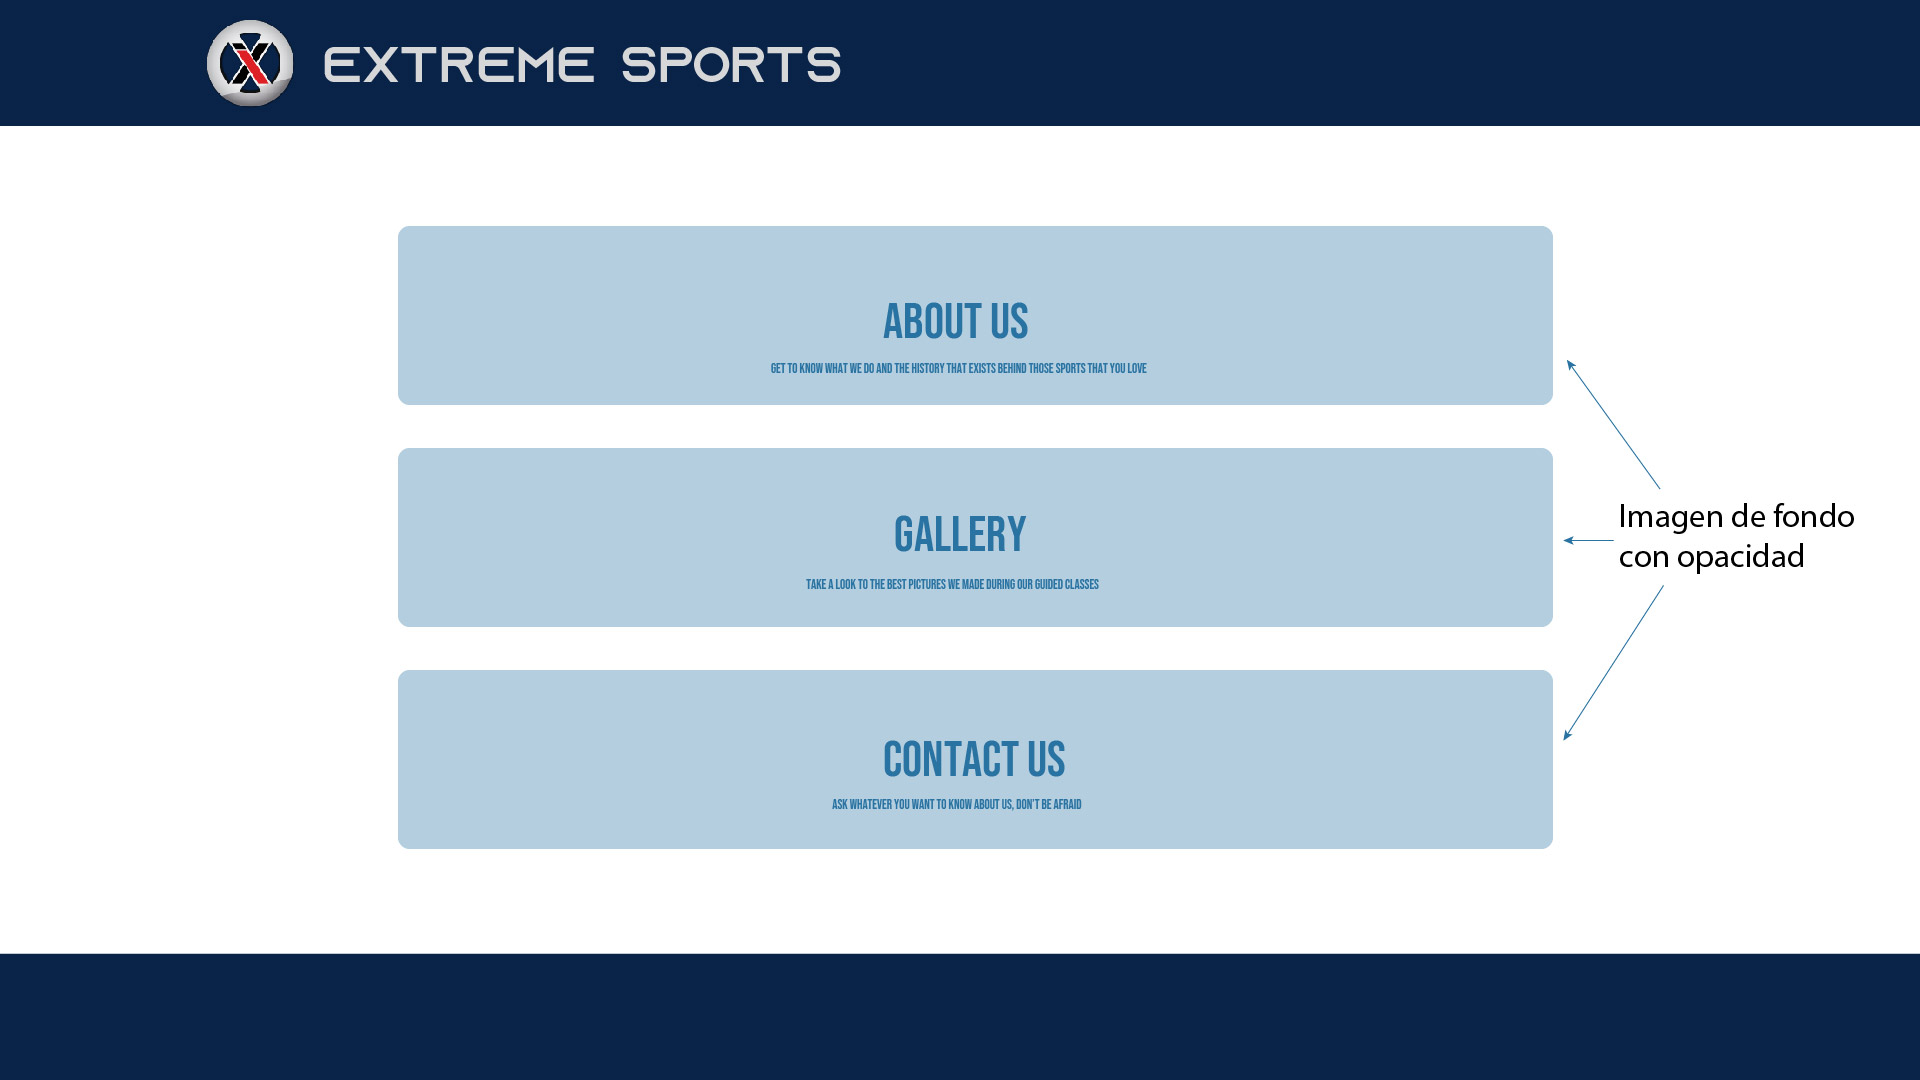 EXTREME SPORTS
ABOUT US
GET TO KNOW WHAT WE DO AND THE HISTORY THAT EXISTS BEHIND THOSE SPORTS THAT YOU LOVE
GALLERY
TAKE A LOOK TO THE BEST PICTURES WE MADE DURING OUR GUIDED CLASSES
CONTACT US
ASK WHATEVER YOU WANT TO KNOW ABOUT US, DON'T BE AFRAID
Imagen de fondo
con opacidad